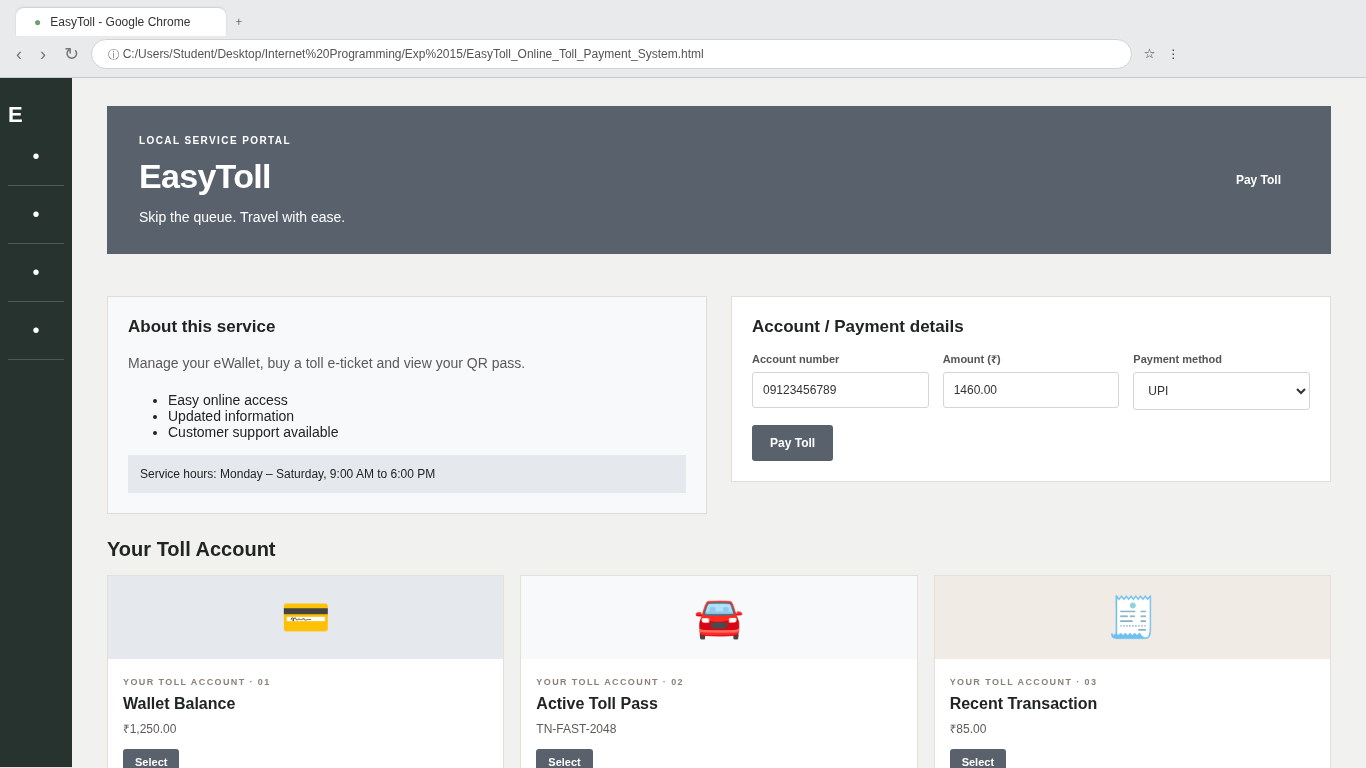 EasyToll - Google Chrome
C:/Users/Student/Desktop/Internet%20Programming/Exp%2015/EasyToll_Online_Toll_Payment_System.html
E
LOCAL SERVICE PORTAL
EasyToll
Skip the queue. Travel with ease.
Pay Toll
About this service
Manage your eWallet, buy a toll e-ticket and view your QR pass.
• Easy online access
• Updated information
• Customer support available
Service hours: Monday – Saturday, 9:00 AM to 6:00 PM
Account / Payment details
Account number
Amount (₹)
Payment method
09123456789
1460.00
UPI
Pay Toll
Your Toll Account
YOUR TOLL ACCOUNT · 01
Wallet Balance
₹1,250.00
Select
YOUR TOLL ACCOUNT · 02
Active Toll Pass
TN-FAST-2048
Select
YOUR TOLL ACCOUNT · 03
Recent Transaction
₹85.00
Select